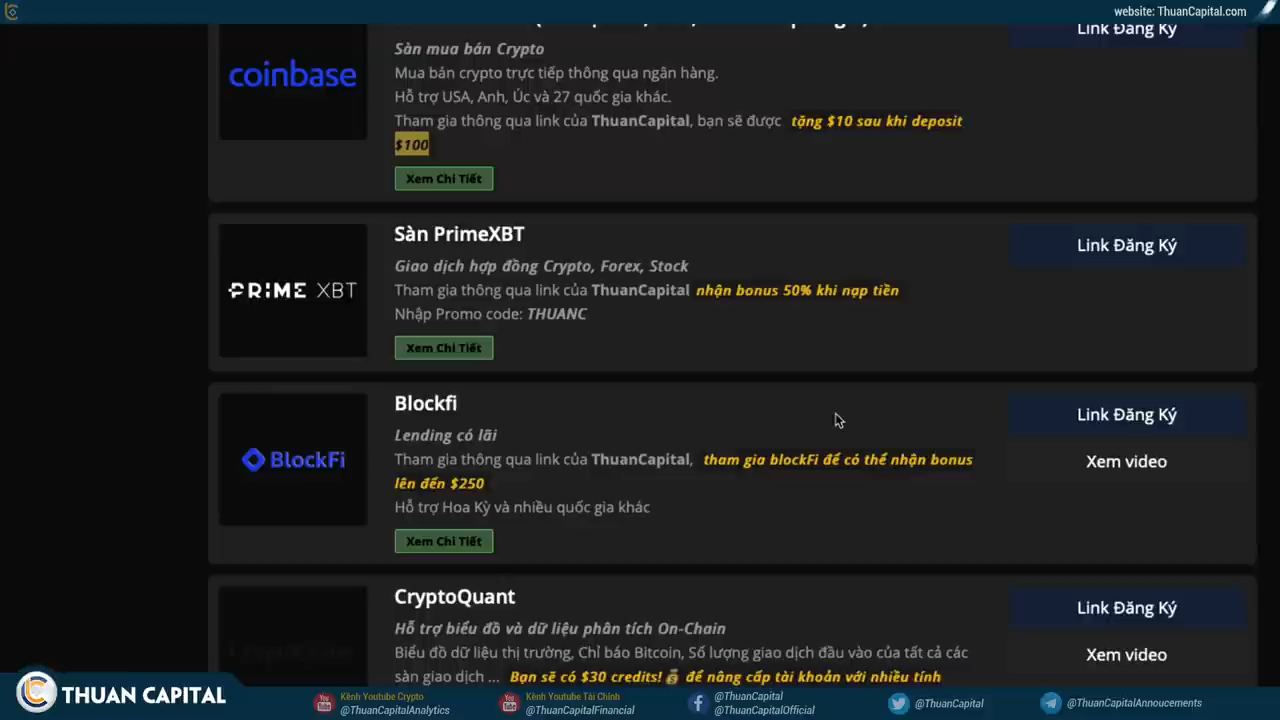 website: ThuanCapital.com
Link Đăng Ký
coinbase
Sàn mua bán Crypto
Mua bán crypto trực tiếp thông qua ngân hàng.
Hỗ trợ USA, Anh, Úc và 27 quốc gia khác.
Tham gia thông qua link của ThuanCapital, bạn sẽ được tặng $10 sau khi deposit
$100
Xem Chi Tiết
PRIME XBT
Sàn PrimeXBT
Link Đăng Ký
Giao dịch hợp đồng Crypto, Forex, Stock
Tham gia thông qua link của ThuanCapital nhận bonus 50% khi nạp tiền
Nhập Promo code: THUANC
Xem Chi Tiết
BlockFi
Blockfi
Link Đăng Ký
Lending có lãi
Xem video
Tham gia thông qua link của ThuanCapital, tham gia blockFi để có thể nhận bonus
lên đến $250
Hỗ trợ Hoa Kỳ và nhiều quốc gia khác
Xem Chi Tiết
CryptoQuant
Link Đăng Ký
Hỗ trợ biểu đồ và dữ liệu phân tích On-Chain
Xem video
Biểu đồ dữ liệu thị trường, Chỉ báo Bitcoin, Số lượng giao dịch đầu vào của tất cả các
sàn giao dịch ... Bạn sẽ có $30 credits!💰 để nâng cấp tài khoản với nhiều tính
THUAN CAPITAL
Kênh Youtube Crypto
@ThuanCapitalAnalytics
Kênh Youtube Tài Chính
@ThuanCapitalFinancial
@ThuanCapital
@ThuanCapitalOfficial
@ThuanCapital
@ThuanCapitalAnnoucements